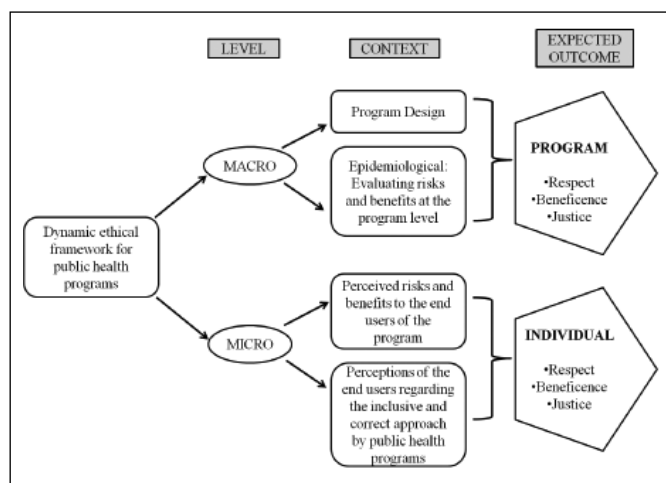 LEVEL
CONTEXT
EXPECTED
OUTCOME
Dynamic ethical
framework for
public health
programs
MACRO
Program Design
Epidemiological:
Evaluating risks
and benefits at the
program level
PROGRAM
•Respect
•Beneficence
•Justice
MICRO
Perceived risks and
benefits to the end
users of the
program
Perceptions of the
end users regarding
the inclusive and
correct approach
by public health
programs
INDIVIDUAL
•Respect
•Beneficence
•Justice